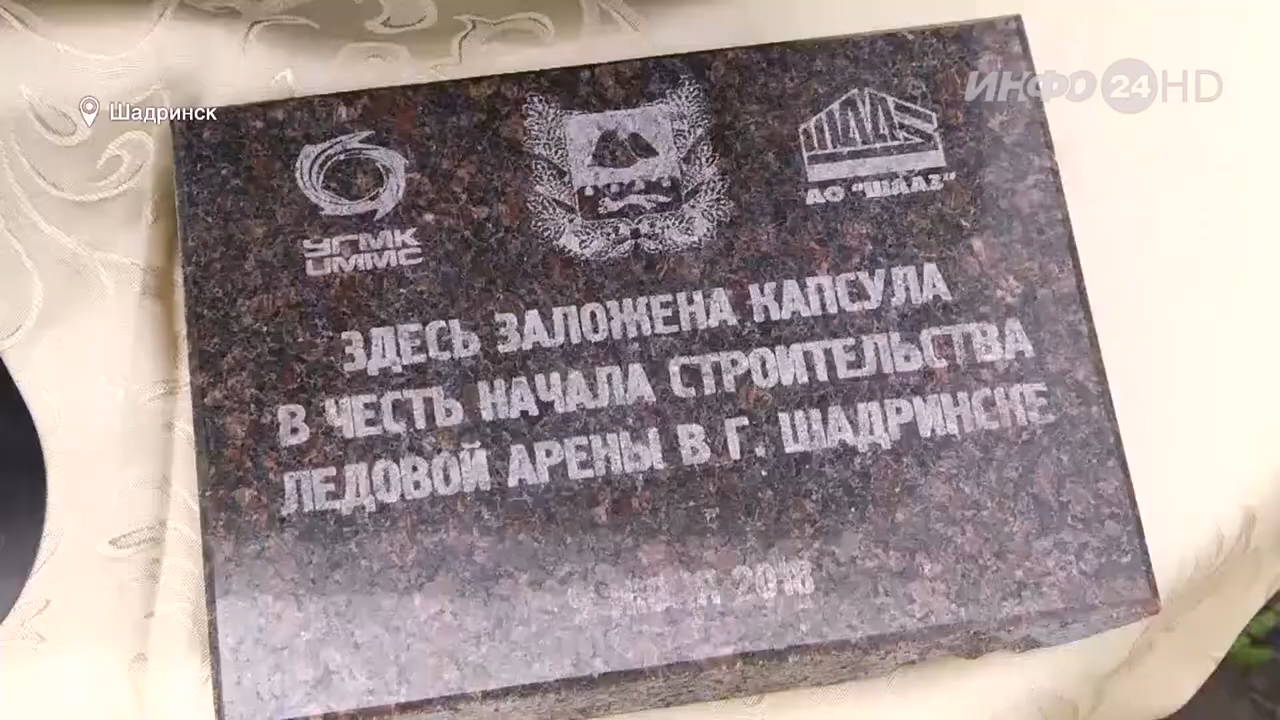 Шадринск
ИНФО 24 HD
УГМК
UMMC
АО "ШААЗ"
ЗДЕСЬ ЗАЛОЖЕНА КАПСУЛА
В ЧЕСТЬ НАЧАЛА СТРОИТЕЛЬСТВА
ЛЕДОВОЙ АРЕНЫ В Г. ШАДРИНСКЕ
2018